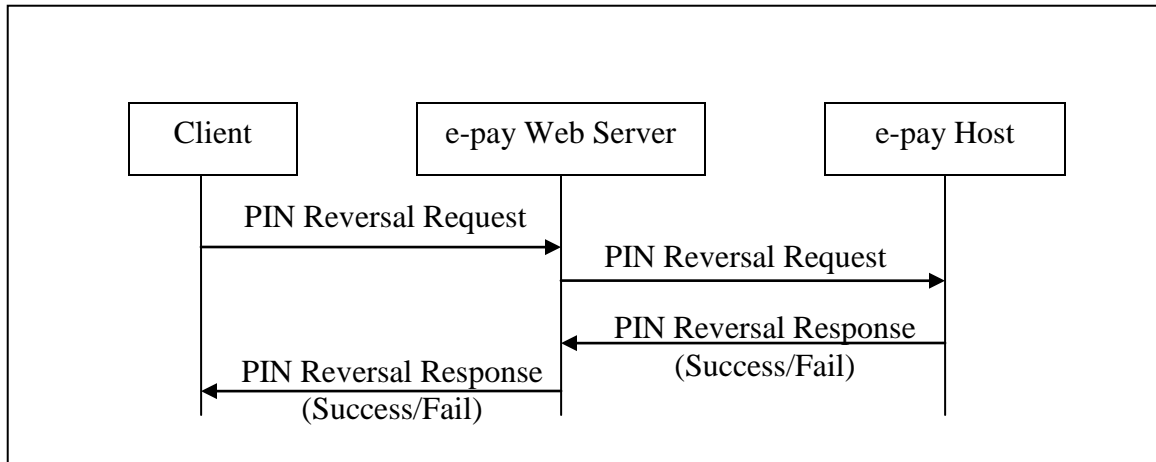 Client
e-pay Web Server
e-pay Host
PIN Reversal Request
PIN Reversal Request
PIN Reversal Response
(Success/Fail)
PIN Reversal Response
(Success/Fail)